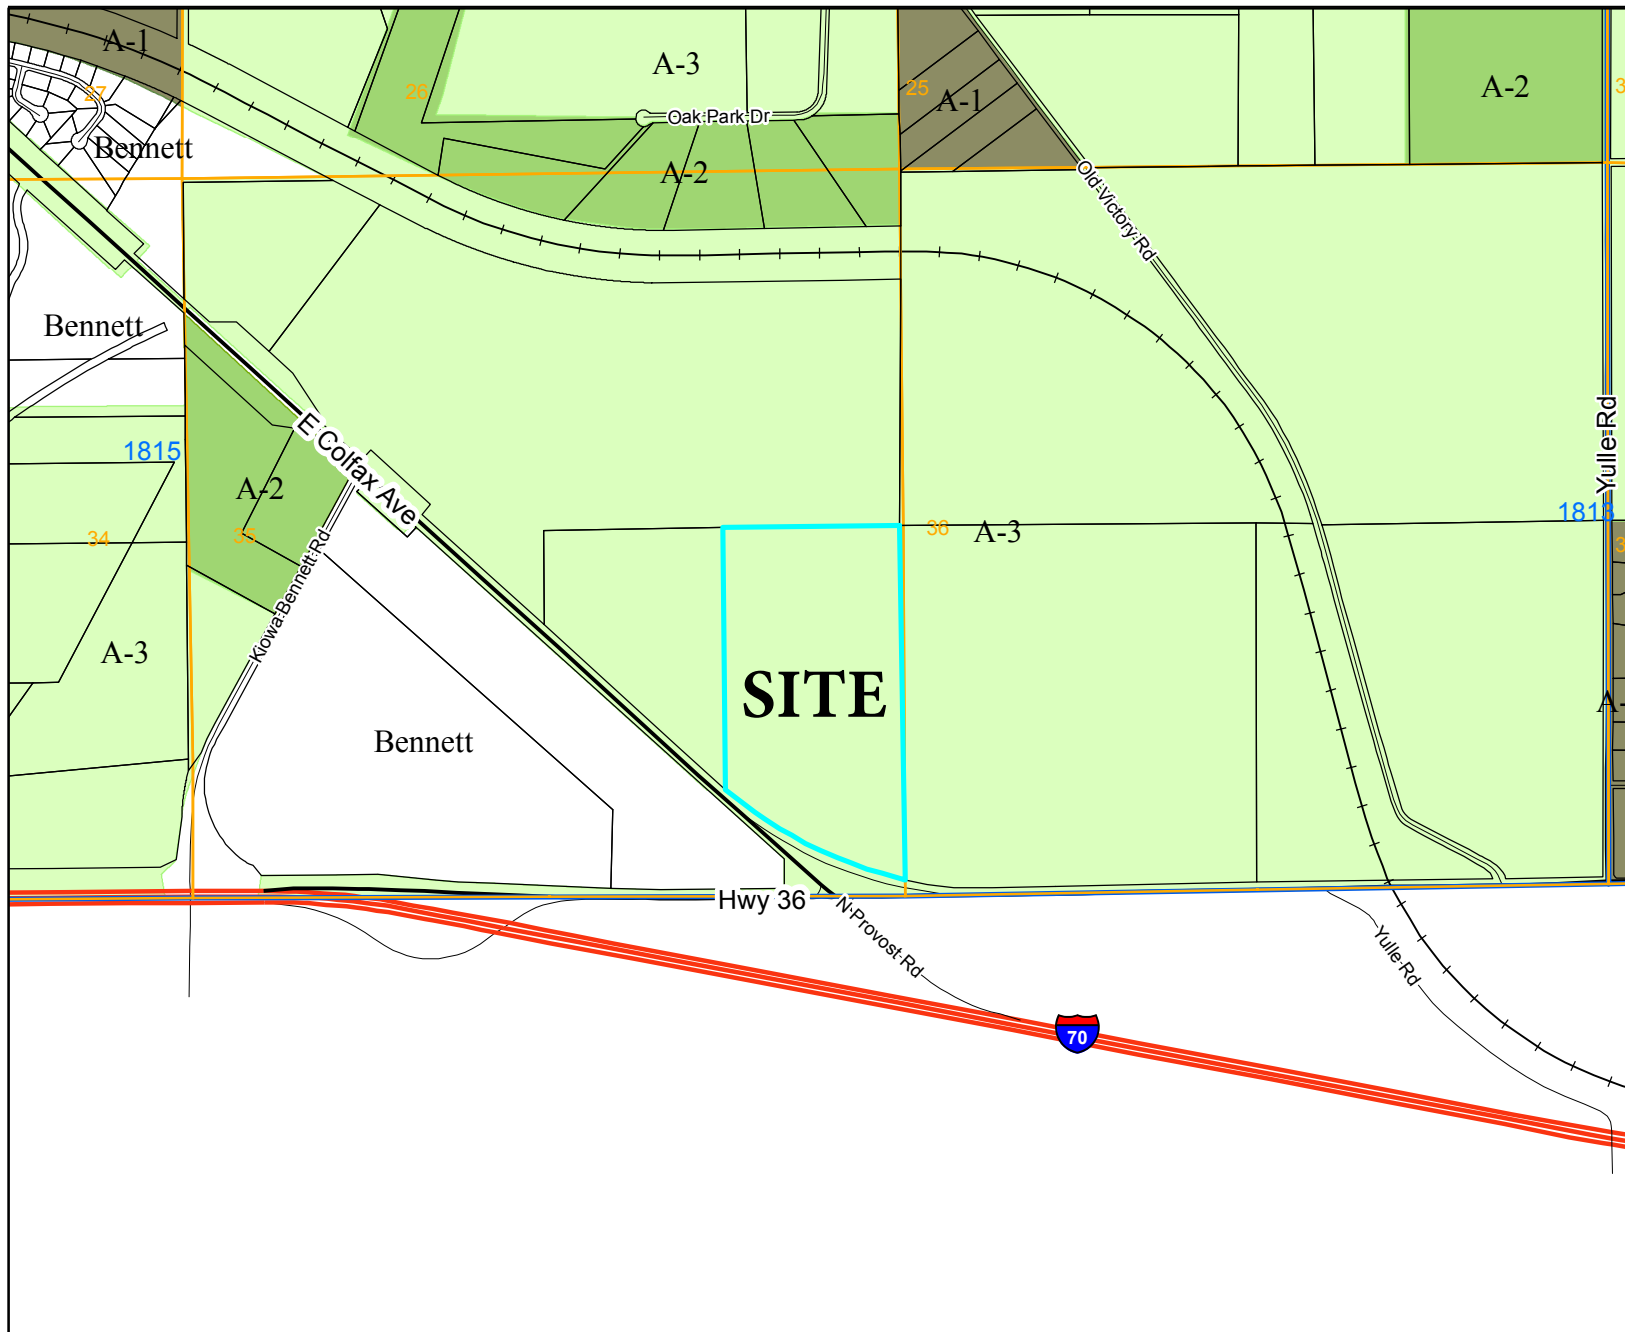 A-1
A-3
27
26
25
A-1
A-2
3
Oak Park Dr
Bennett
A-2
Old Victory Rd
Bennett
E Colfax Ave
Yulle Rd
1815
A-2
1813
34
35
36
A-3
3
Kiowa Bennett Rd
A-3
SITE
A-
Bennett
Hwy 36
N Provost Rd
Yulle Rd
70